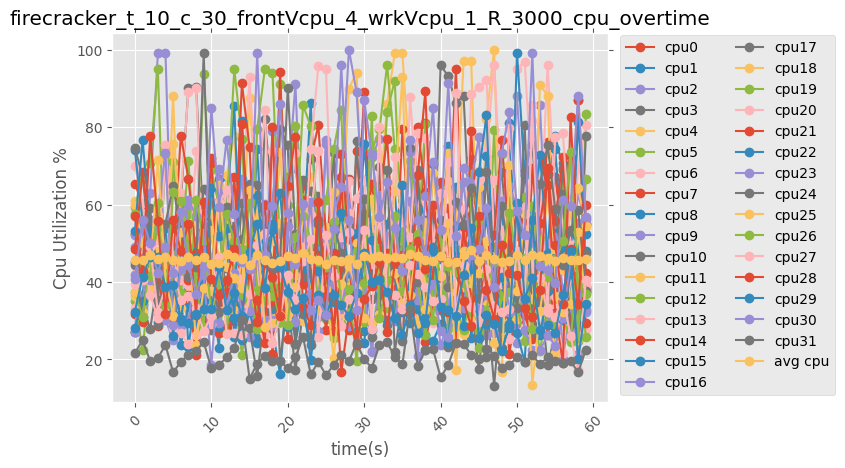 firecracker_t_10_c_30_frontVcpu_4_wrkVcpu_1_R_3000_cpu_overtime
Cpu Utilization %
100
80
60
40
20
0
10
20
30
40
50
60
time(s)
cpu0
cpu1
cpu2
cpu3
cpu4
cpu5
cpu6
cpu7
cpu8
cpu9
cpu10
cpu11
cpu12
cpu13
cpu14
cpu15
cpu16
cpu17
cpu18
cpu19
cpu20
cpu21
cpu22
cpu23
cpu24
cpu25
cpu26
cpu27
cpu28
cpu29
cpu30
cpu31
avg cpu